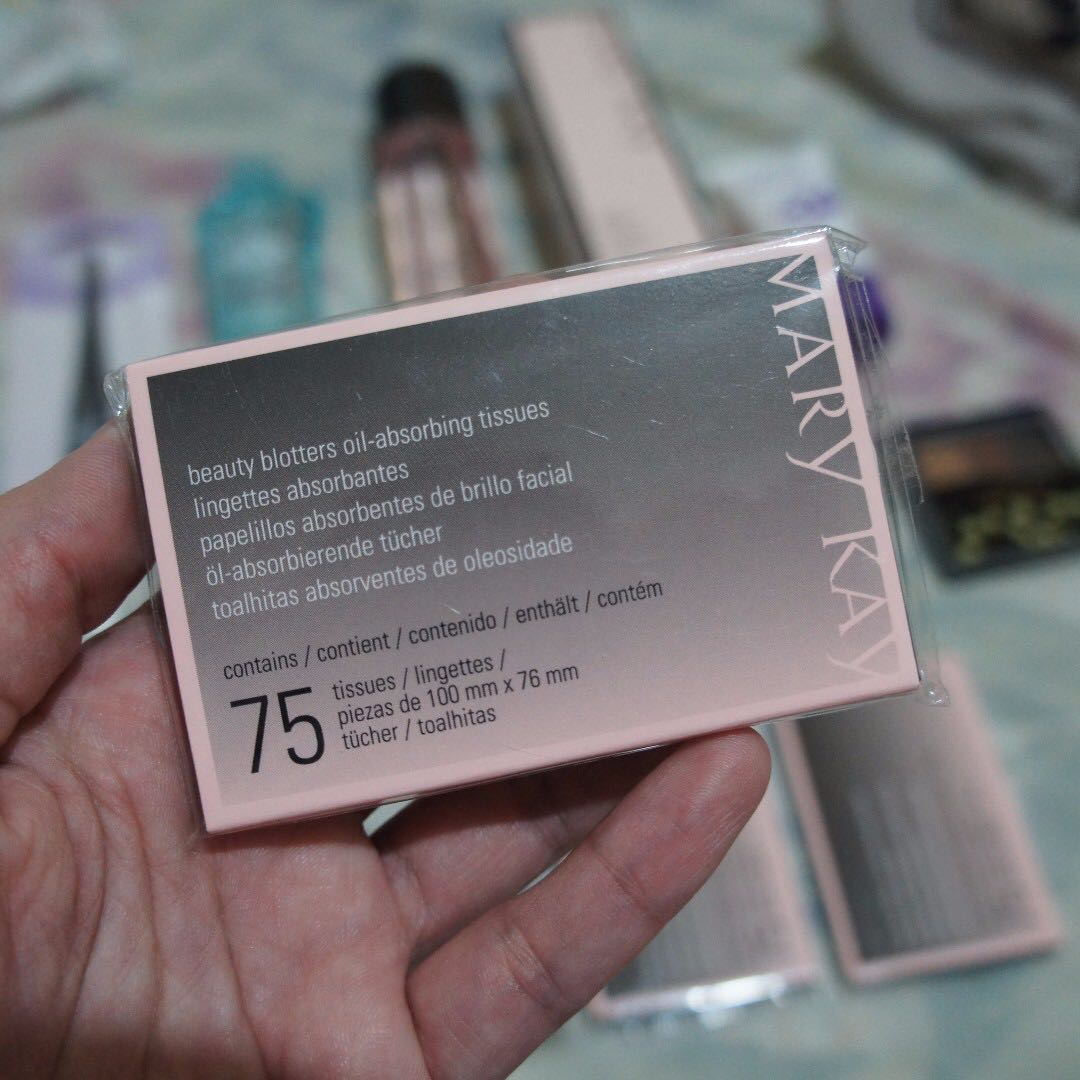 beauty blotters oil-absorbing tissues
lingettes absorbantes
papelillos absorbentes de brillo facial
öl-absorbierende tücher
toalhitas absorventes de oleosidade
contains / contient / contenido / enthält / contém
75
tissues / lingettes /
piezas de 100 mm x 76 mm
tücher / toalhitas
MARY KAY